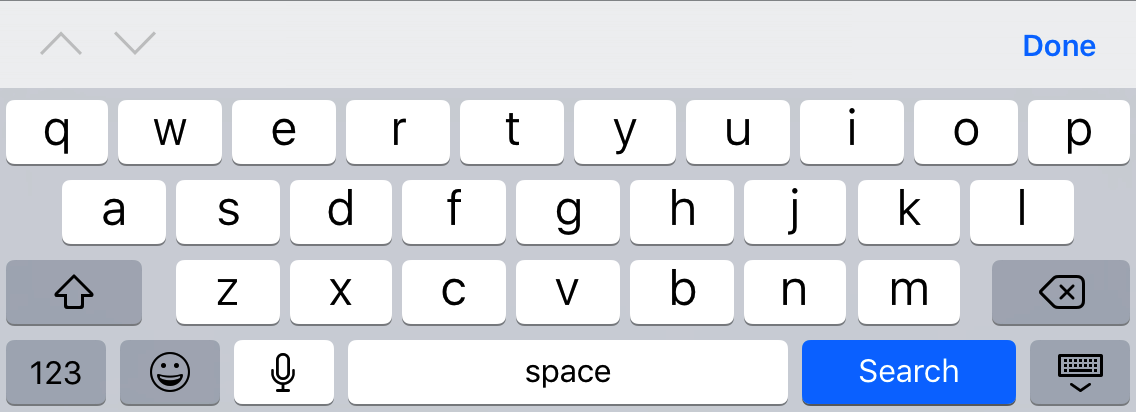 Done
q w e r t y u i o p
a s d f g h j k l
z x c v b n m
123 space Search